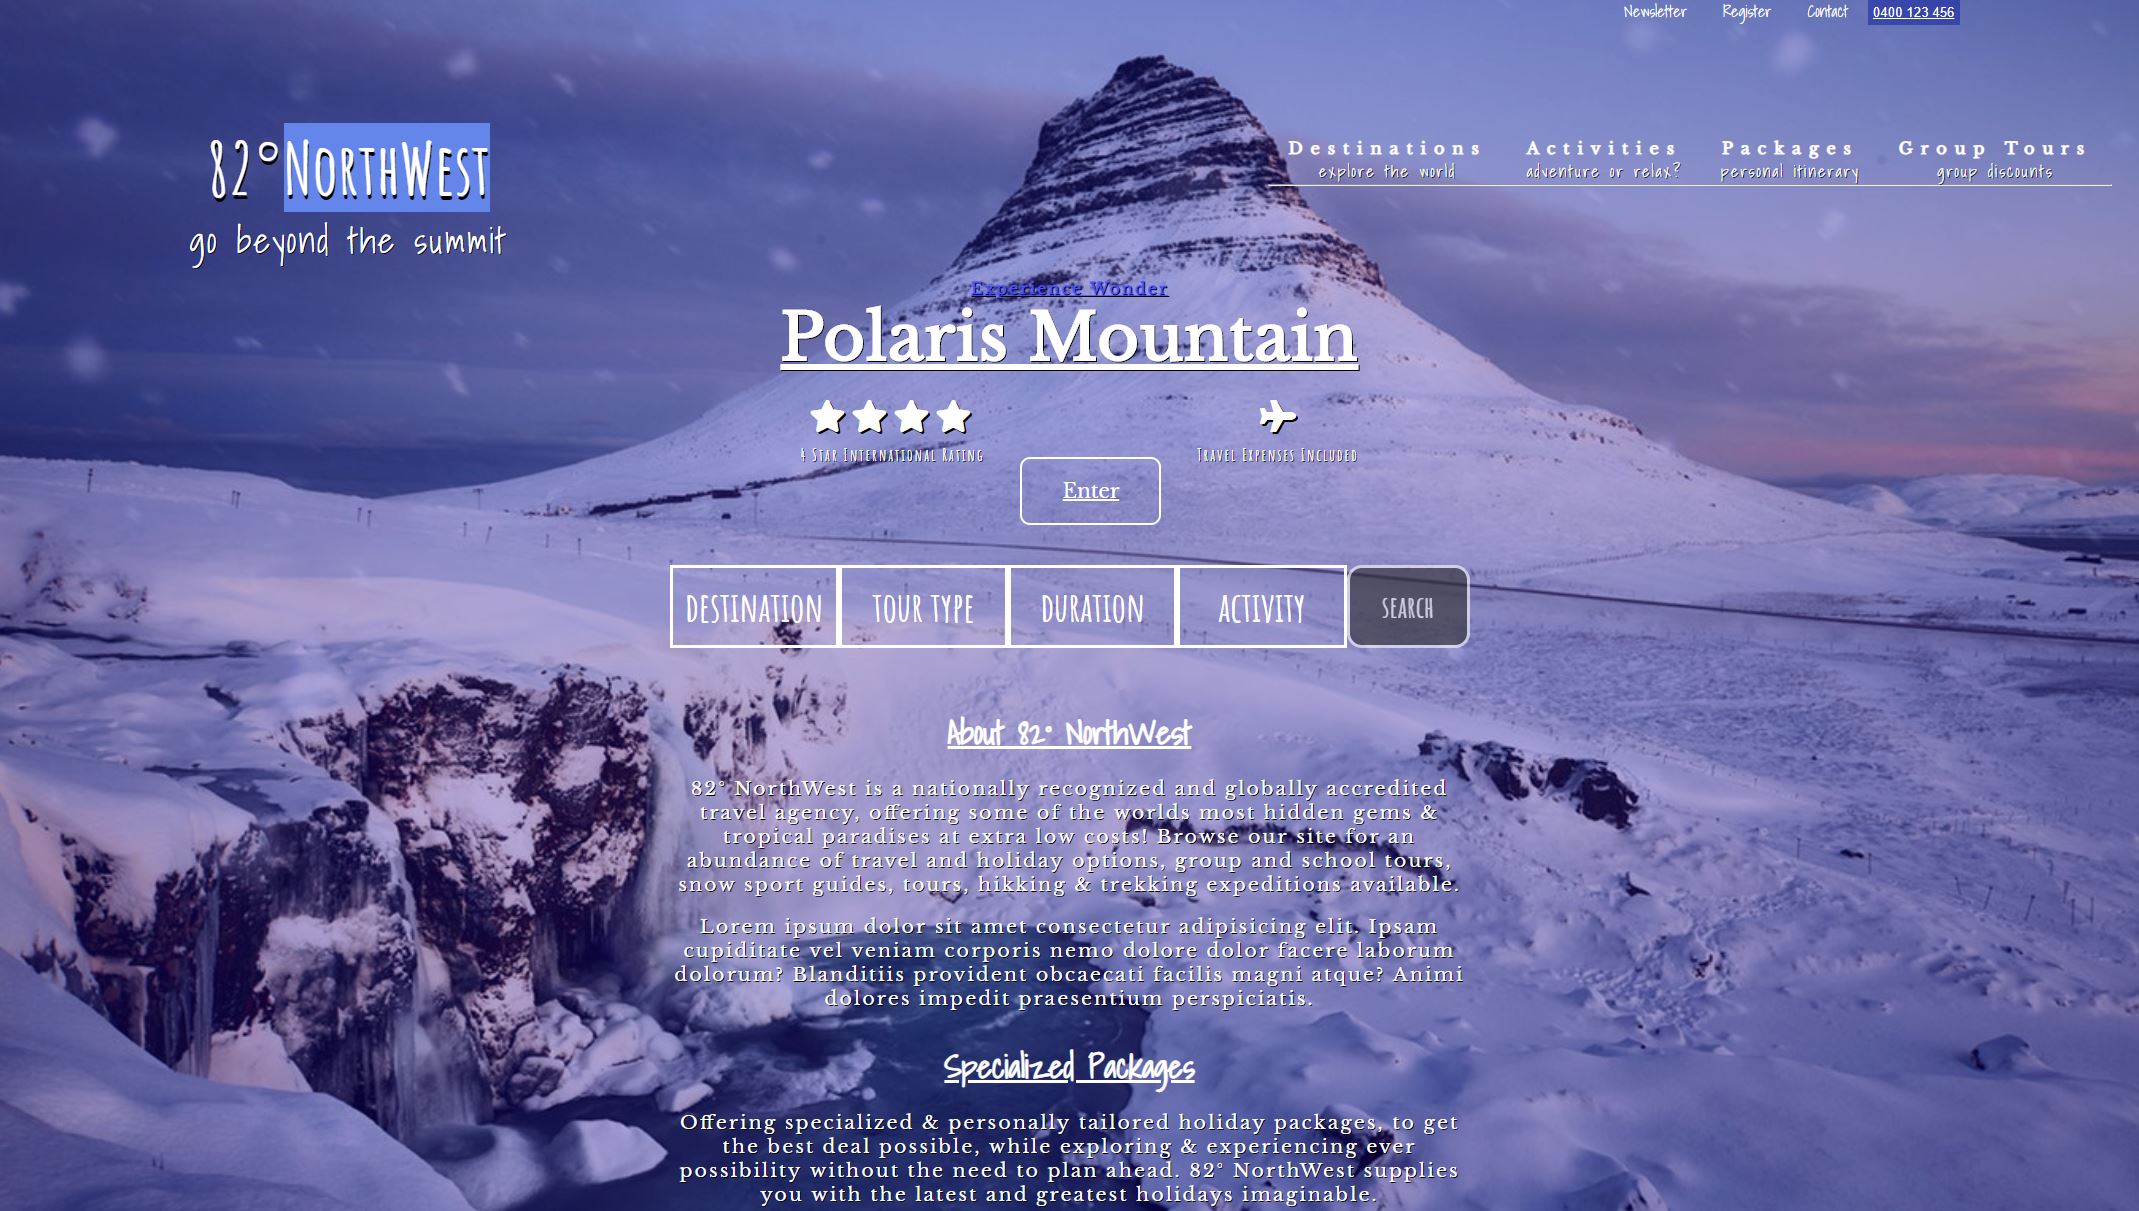 Newsletter Register Contact 0400 123 456
82°NorthWest
go beyond the summit
Destinations Activities Packages Group Tours
explore the world adventure or relax? personal itinerary group discounts
Experience Wonder
Polaris Mountain
4 Star International Rating Travel Expenses Included
Enter
DESTINATION TOUR TYPE DURATION ACTIVITY SEARCH
About 82° NorthWest
82° NorthWest is a nationally recognized and globally accredited
travel agency, offering some of the worlds most hidden gems &
tropical paradises at extra low costs! Browse our site for an
abundance of travel and holiday options, group and school tours,
snow sport guides, tours, hikking & trekking expeditions available.
Lorem ipsum dolor sit amet consectetur adipisicing elit. Ipsam
cupiditate vel veniam corporis nemo dolore dolor facere laborum
dolorum? Blanditiis provident obcaecati facilis magni atque? Animi
dolores impedit praesentium perspiciatis.
Specialized Packages
Offering specialized & personally tailored holiday packages, to get
the best deal possible, while exploring & experiencing ever
possibility without the need to plan ahead. 82° NorthWest supplies
you with the latest and greatest holidays imaginable.